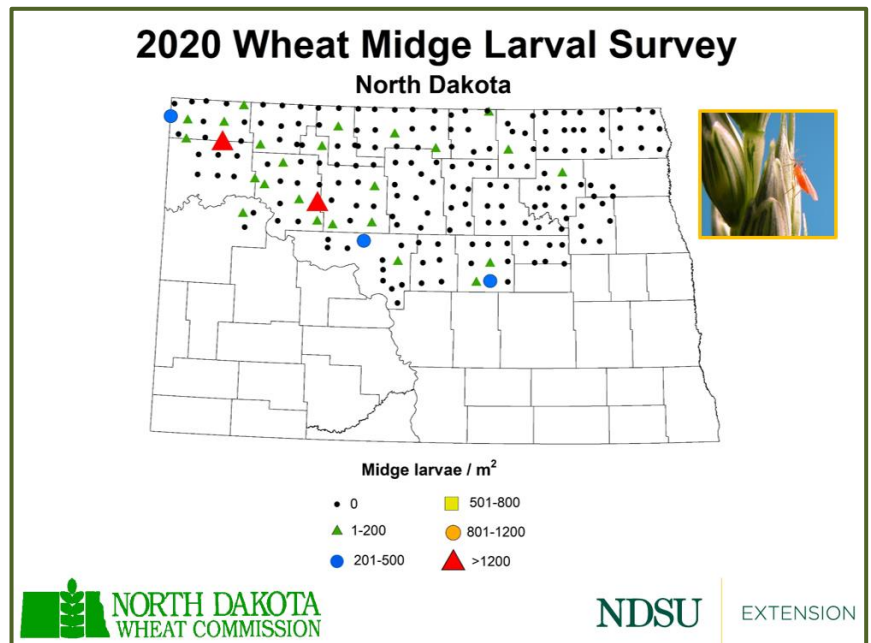 2020 Wheat Midge Larval Survey
North Dakota
Midge larvae / m²
0
1-200
201-500
501-800
801-1200
>1200
NORTH DAKOTA
WHEAT COMMISSION
NDSU
EXTENSION